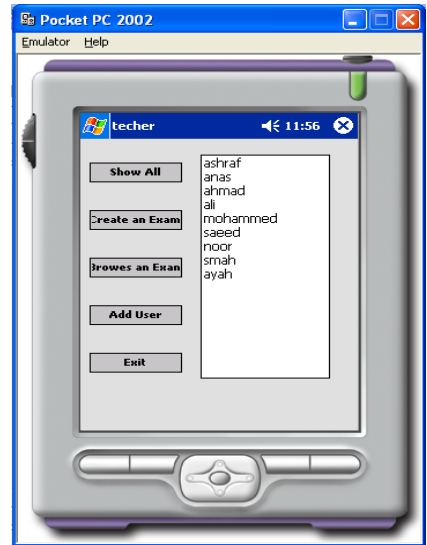 Pocket PC 2002
Emulator Help
techer 11:56
Show All
Create an Exam
Browes an Exan
Add User
Exit
ashraf
anas
ahmad
ali
mohammed
saeed
noor
smah
ayah